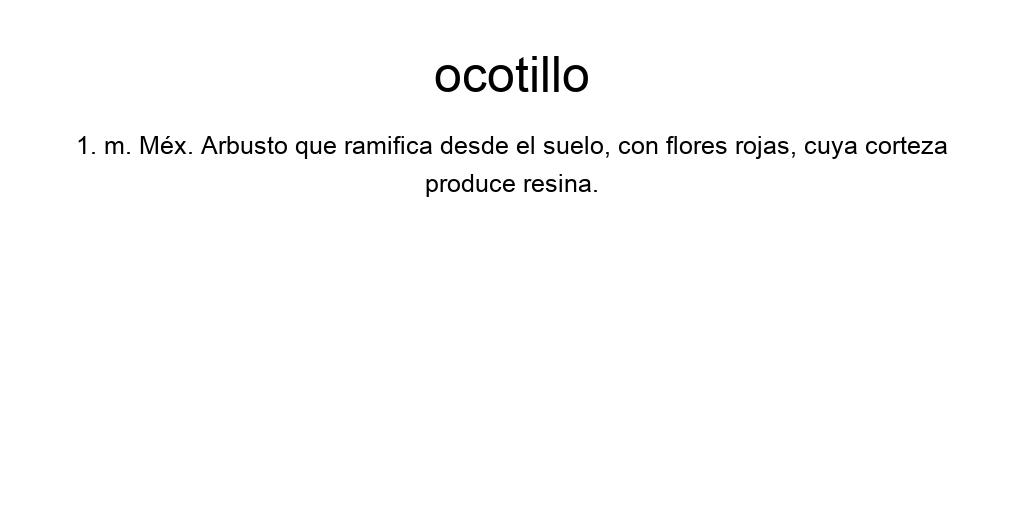 ocotillo
1. m. Méx. Arbusto que ramifica desde el suelo, con flores rojas, cuya corteza
produce resina.